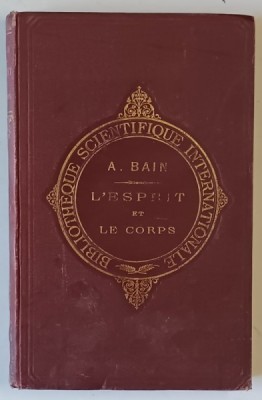 BIBLIOTHÈQUE SCIENTIFIQUE INTERNATIONALE
A. BAIN
L'ESPRIT
ET
LE CORPS